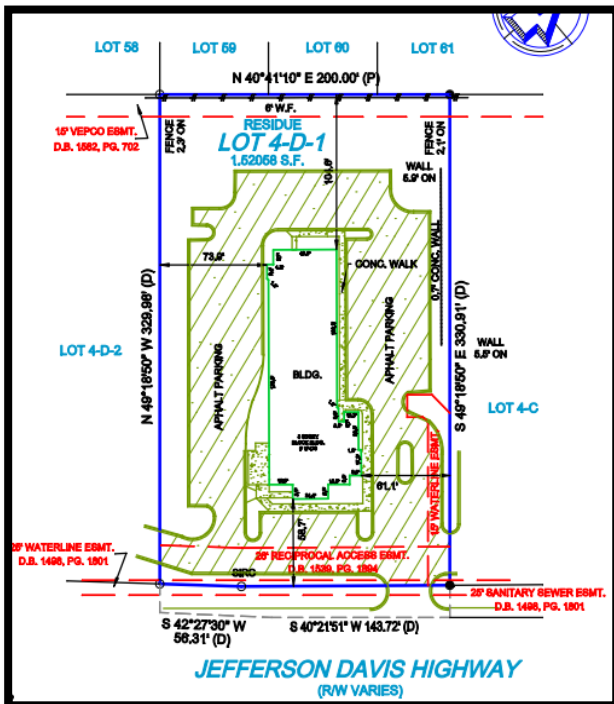 LOT 58
LOT 59
LOT 60
LOT 61
N 40°41'10" E 200.00' (P)
6' W.F.
15' VEPCO ESMT.
D.B. 1562, PG. 702
FENCE
2.3' ON
RESIDUE
LOT 4-D-1
1.52058 S.F.
FENCE
2.1' ON
WALL
5.9' ON
104.6'
73.9'
CONC. WALK
0.7' CONC. WALL
N 49°18'50" W 329.98' (D)
S 49°18'50" E 330.91' (D)
LOT 4-D-2
APHALT PARKING
BLDG.
APHALT PARKING
WALL
5.5' ON
LOT 4-C
61.1'
15' WATERLINE ESMT.
58.7'
25' WATERLINE ESMT.
D.B. 1498, PG. 1801
25' RECIPROCAL ACCESS ESMT.
D.B. 1529, PG. 1894
25' SANITARY SEWER ESMT.
D.B. 1498, PG. 1801
S 42°27'30" W
56.31' (D)
S 40°21'51" W 143.72' (D)
JEFFERSON DAVIS HIGHWAY
(R/W VARIES)